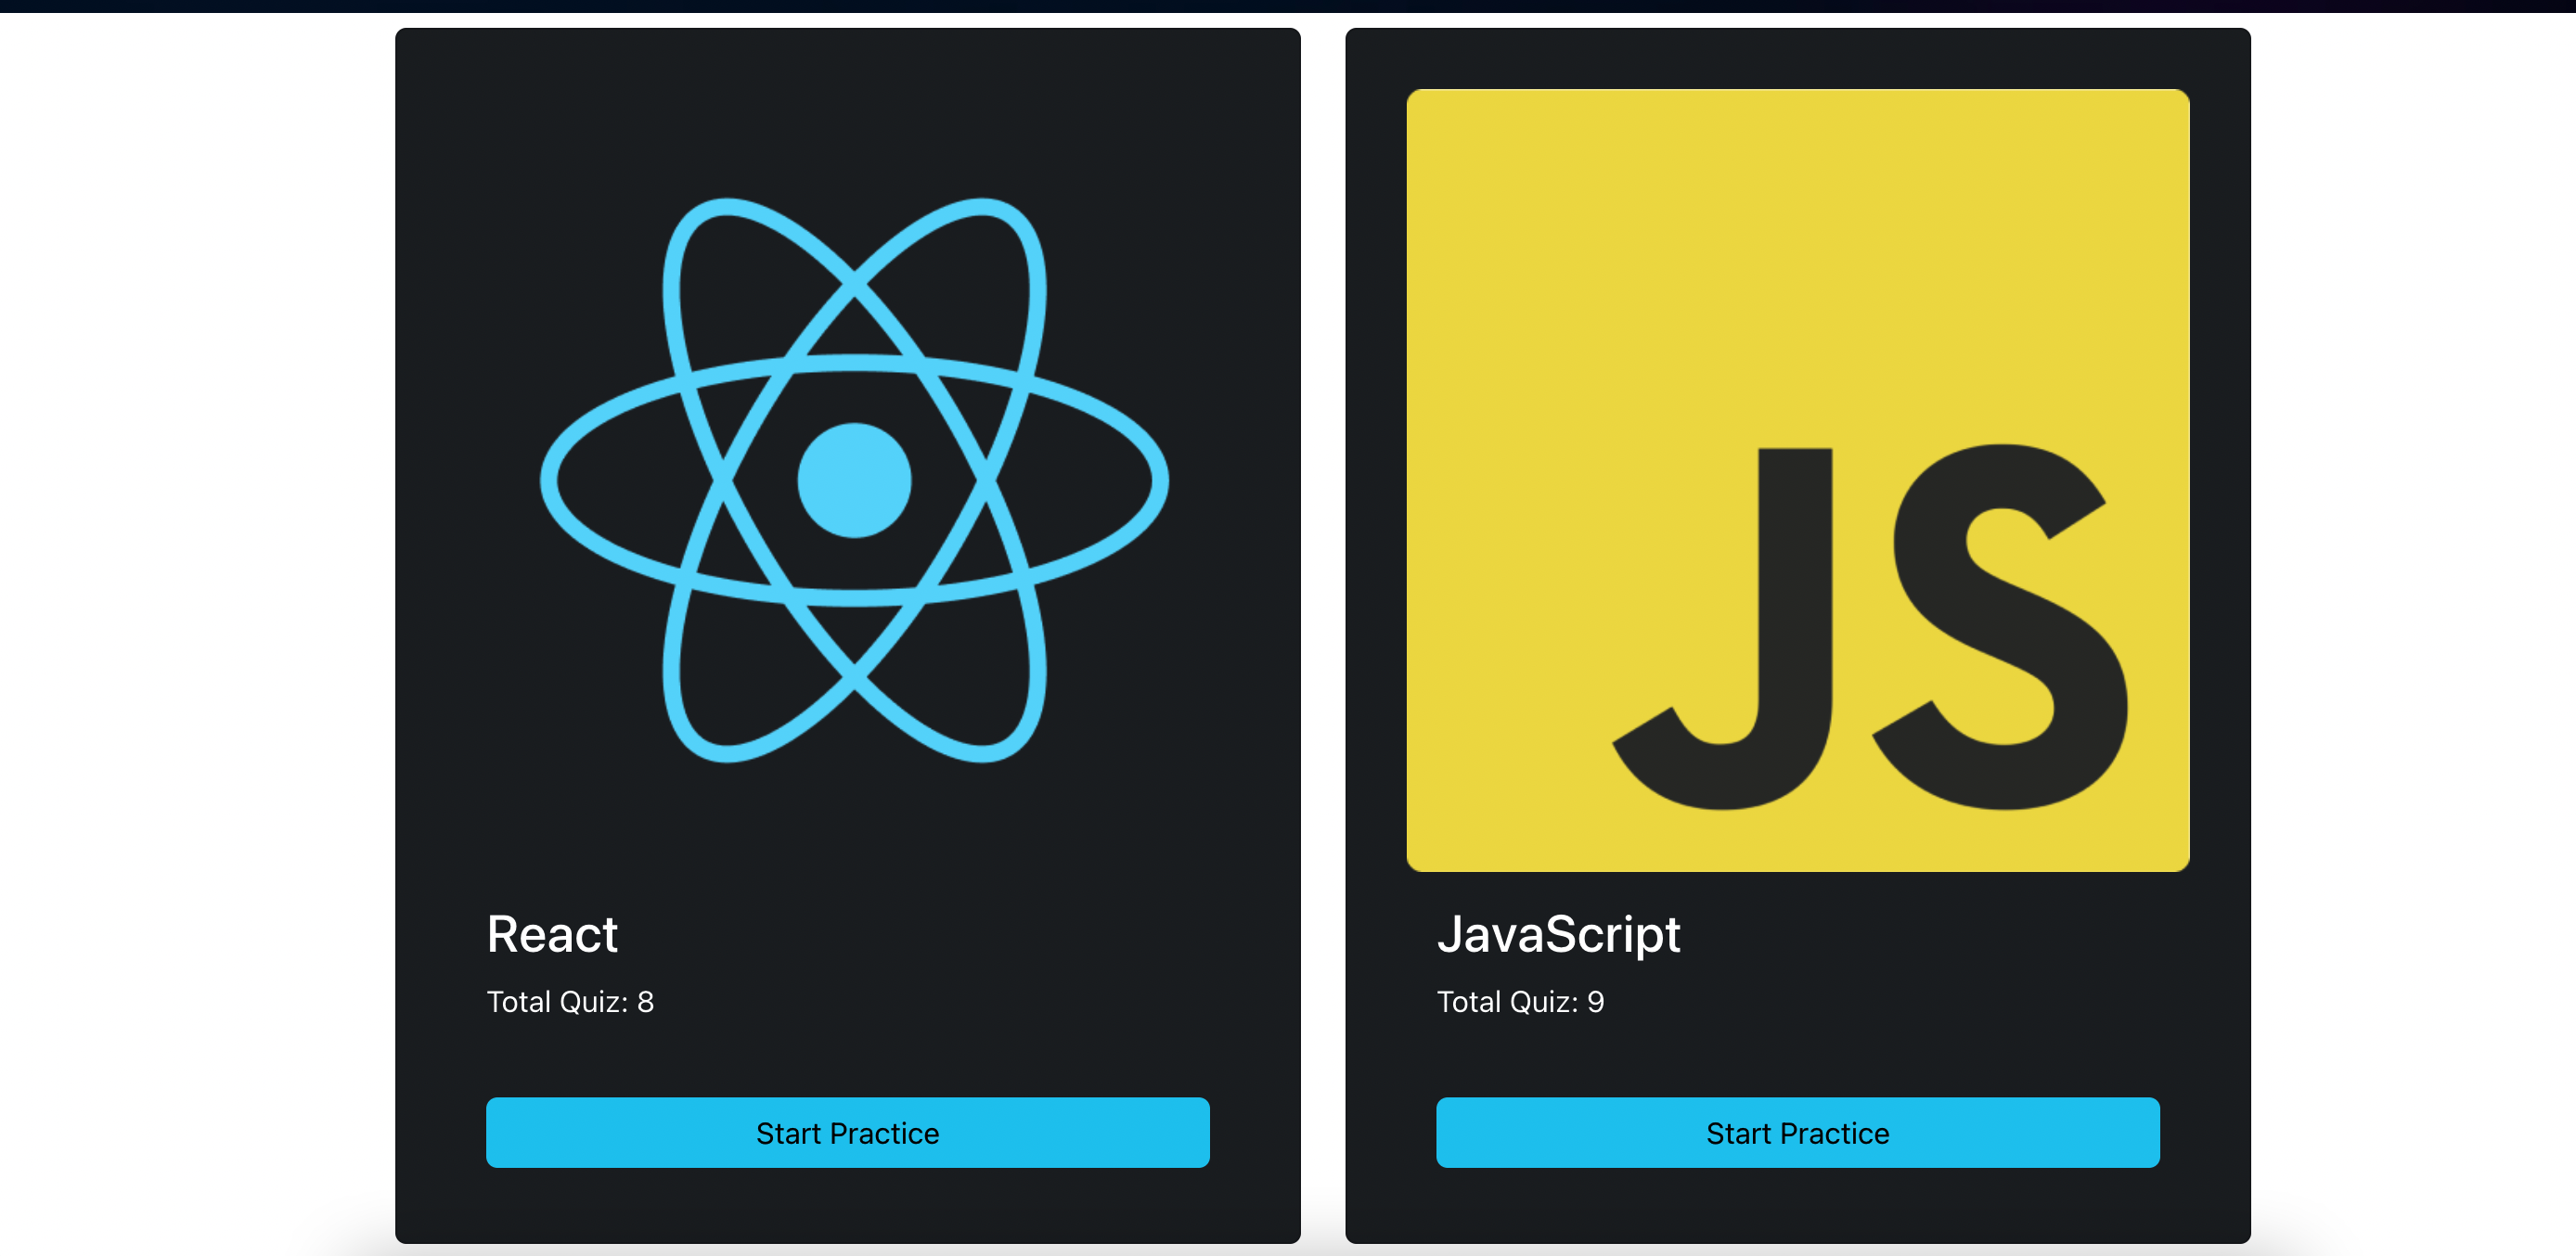 JS
React
Total Quiz: 8
Start Practice
JavaScript
Total Quiz: 9
Start Practice